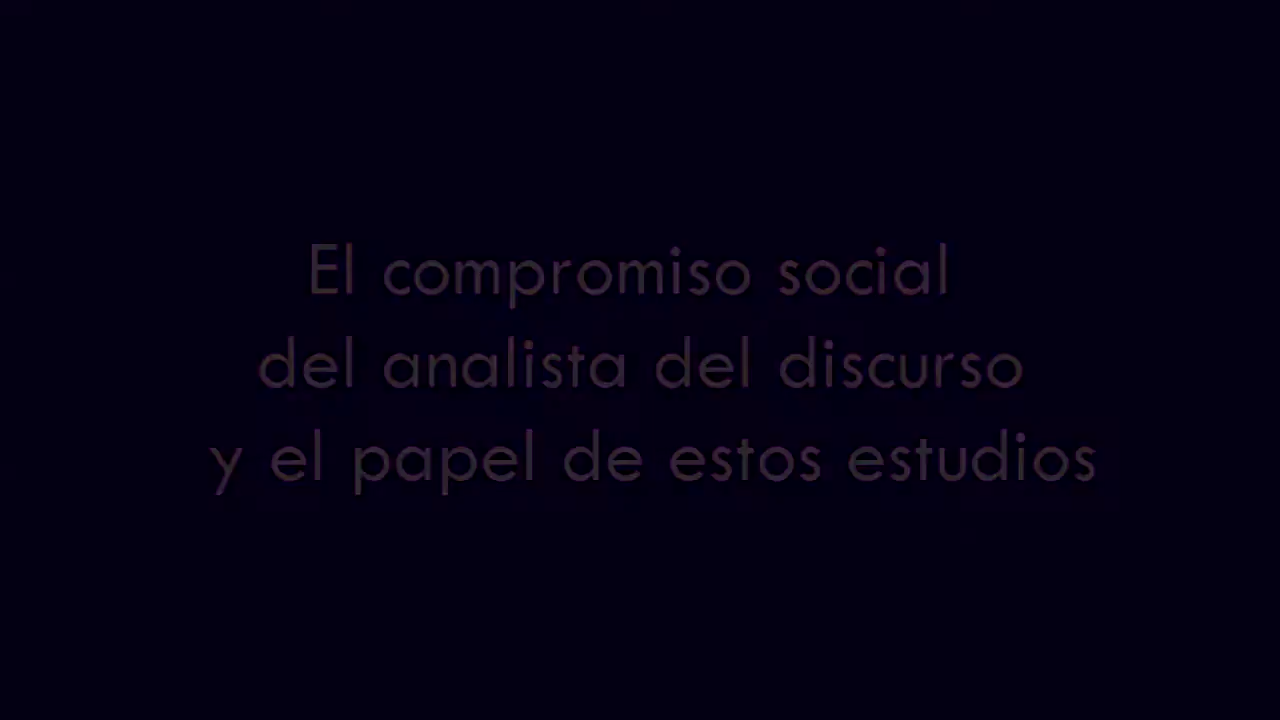 El compromiso social
del analista del discurso
y el papel de estos estudios